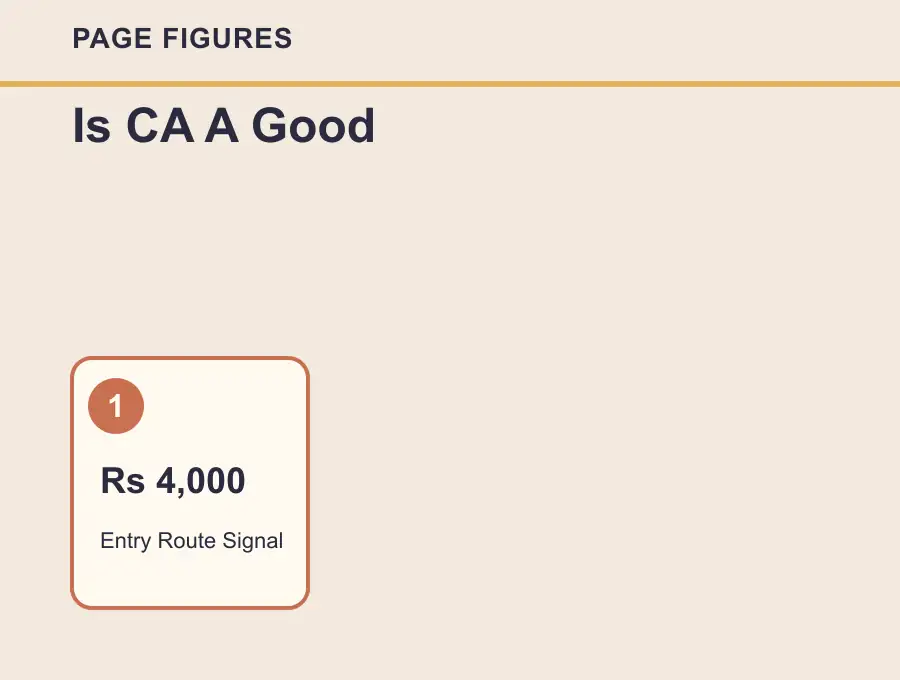 PAGE FIGURES
Is CA A Good
1
Rs 4,000
Entry Route Signal